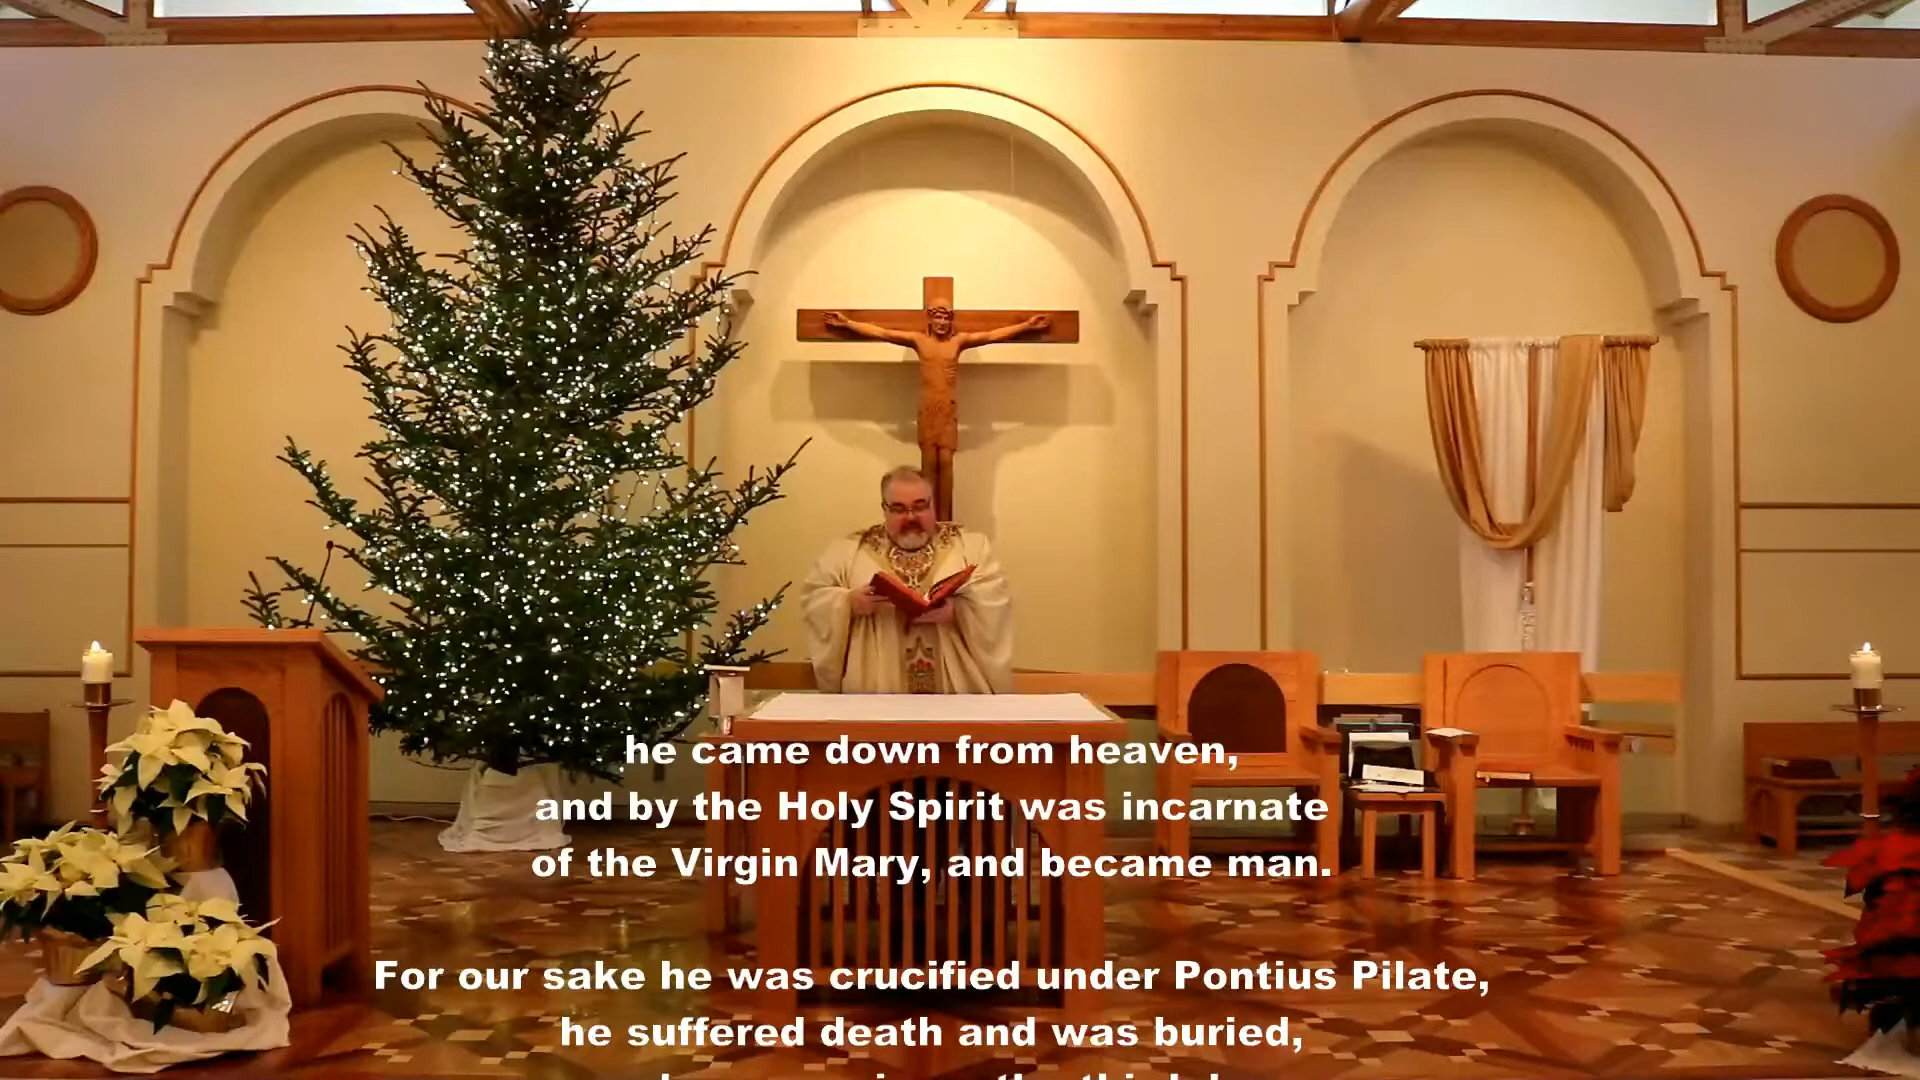 he came down from heaven,
and by the Holy Spirit was incarnate
of the Virgin Mary, and became man.
For our sake he was crucified under Pontius Pilate,
he suffered death and was buried,